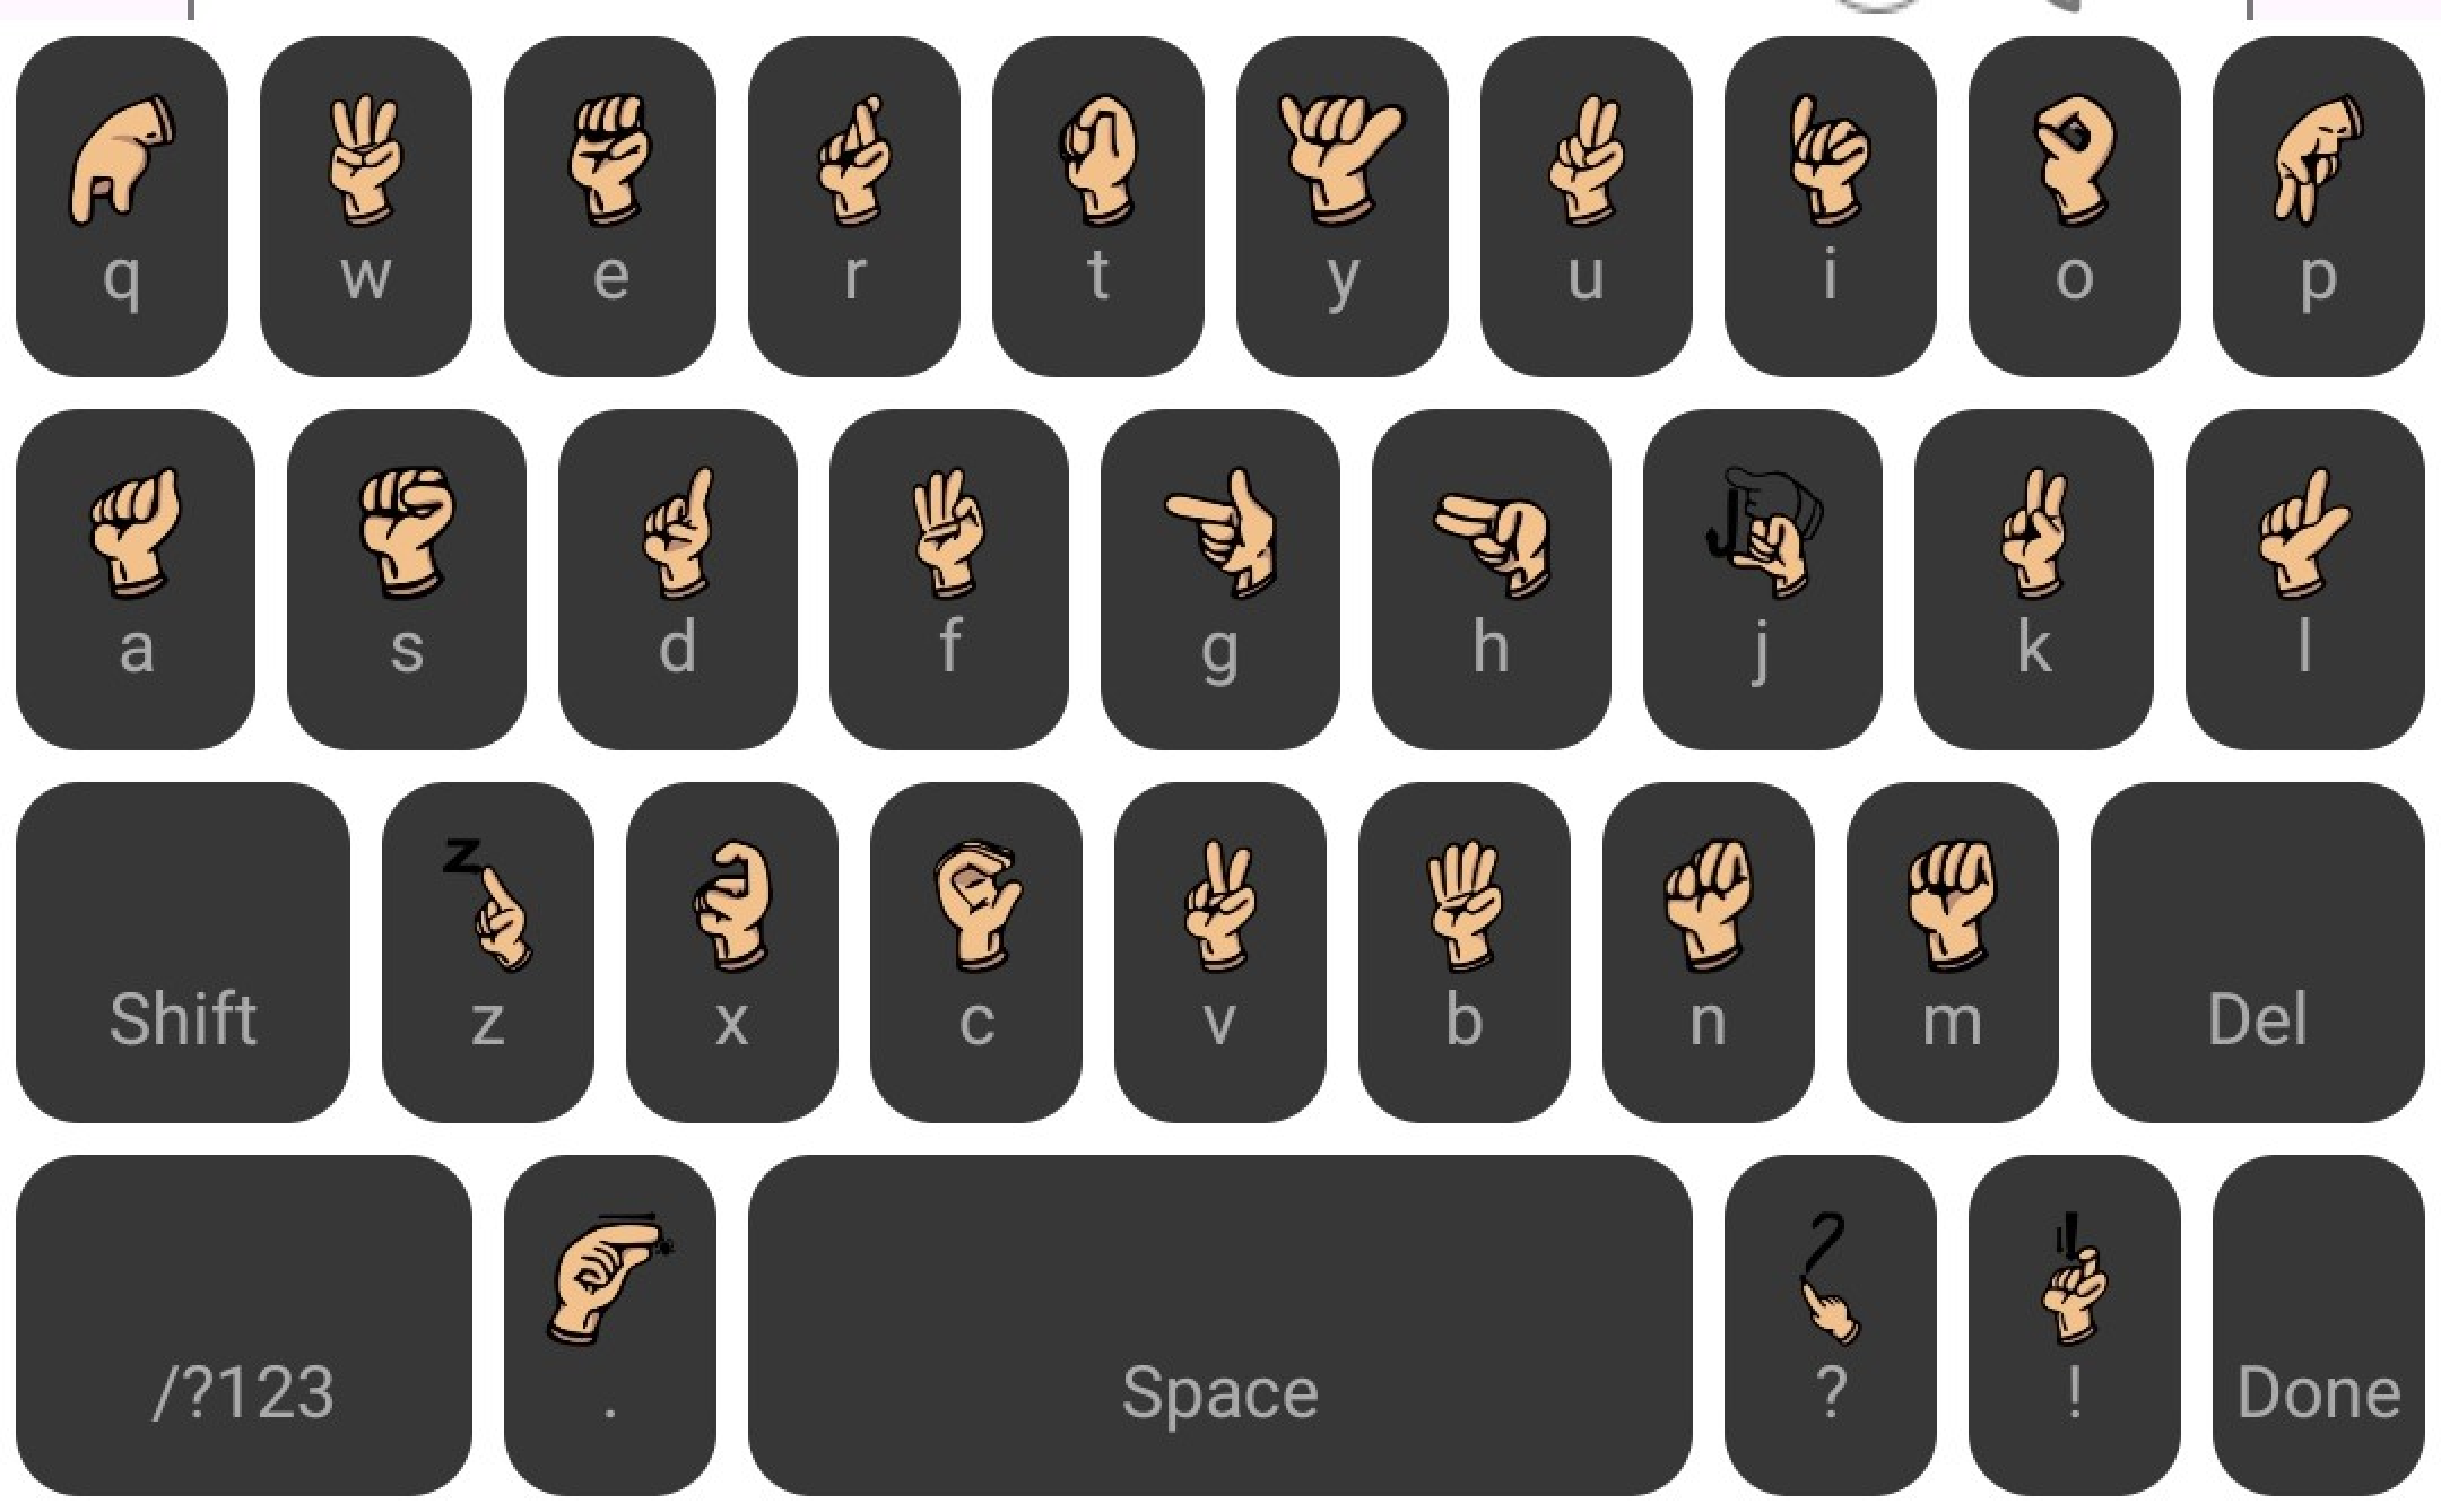 q w e r t y u i o p
a s d f g h j k l
Z
Shift z x c v b n m Del
/?123 . Space ? ! Done